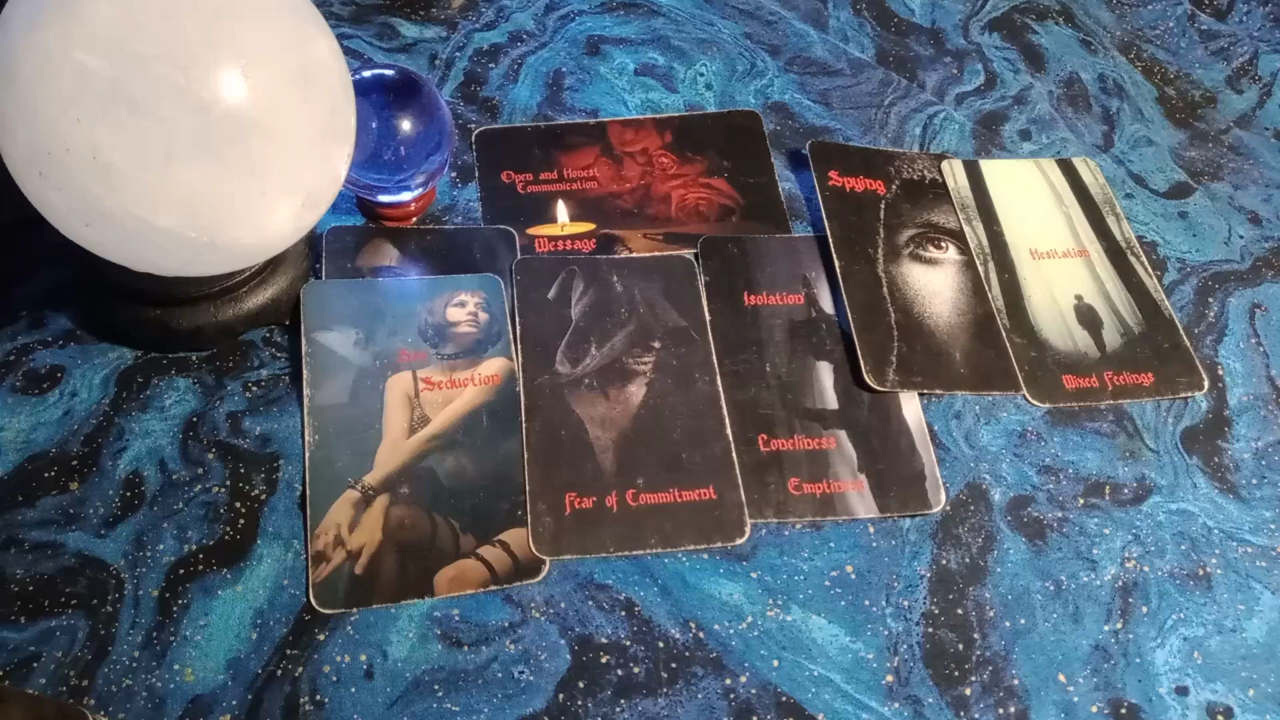 Open and Honest
Communication
Message
Seduction
Fear of Commitment
Isolation
Loneliness
Emptiness
Spying
Hesitation
Mixed Feelings